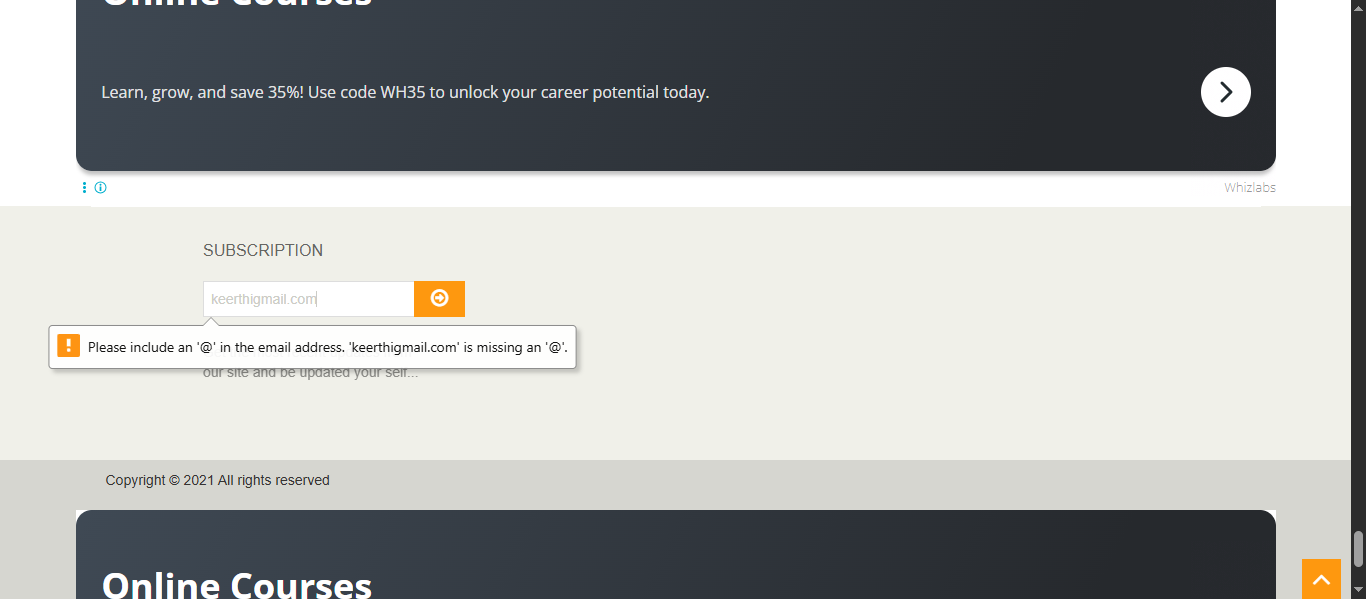 Online Courses
Learn, grow, and save 35%! Use code WH35 to unlock your career potential today.
Whizlabs
SUBSCRIPTION
keerthigmail.com
Please include an '@' in the email address. 'keerthigmail.com' is missing an '@'.
our site and be updated your self...
Copyright © 2021 All rights reserved
Online Courses